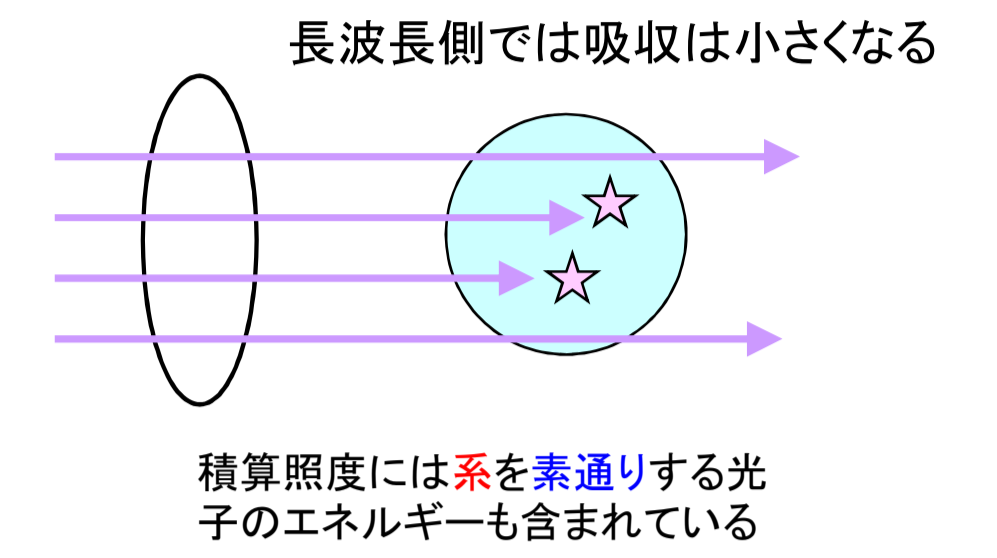 長波長側では吸収は小さくなる
積算照度には系を素通りする光
子のエネルギーも含まれている